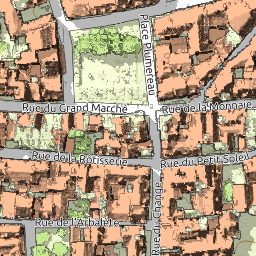 Place Plumereau
Rue du Grand Marché
Rue de la Monnaie
Rue de la Rôtisserie
Rue du Petit Soleil
Rue du Change
Rue de l'Arbalète